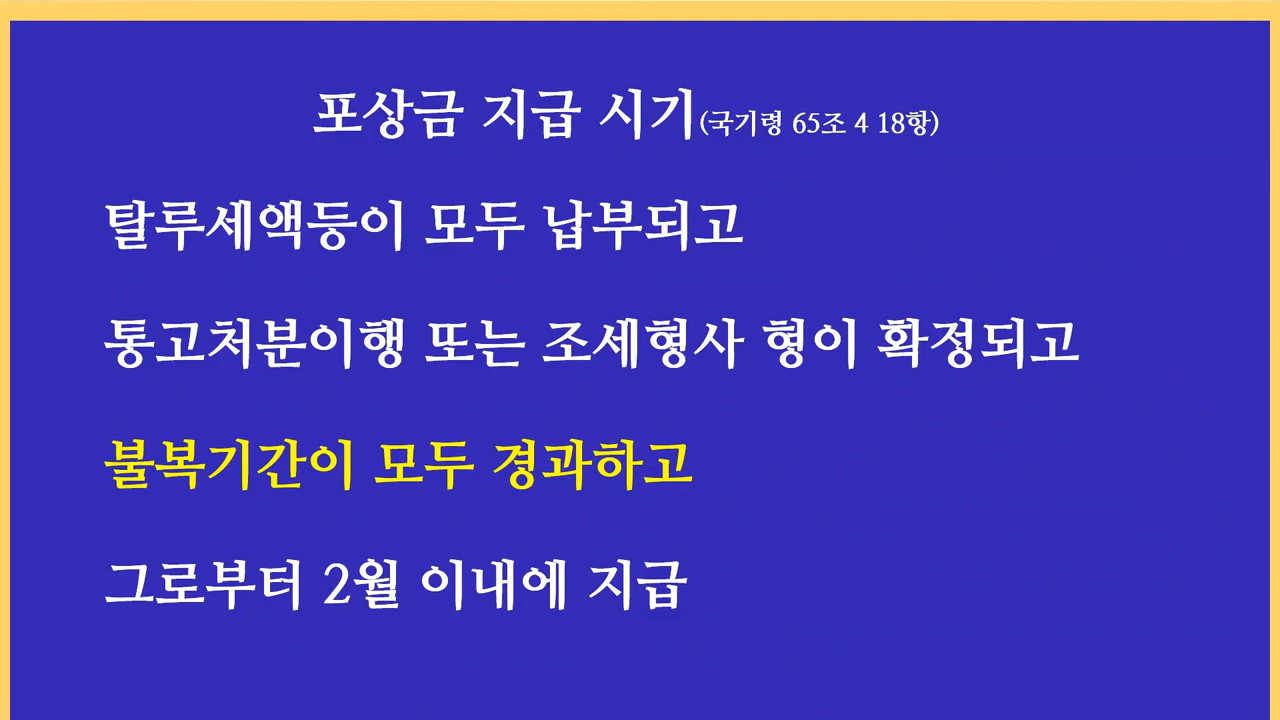 포상금 지급 시기(국기령 65조 4 18항)
탈루세액등이 모두 납부되고
통고처분이행 또는 조세형사 형이 확정되고
불복기간이 모두 경과하고
그로부터 2월 이내에 지급